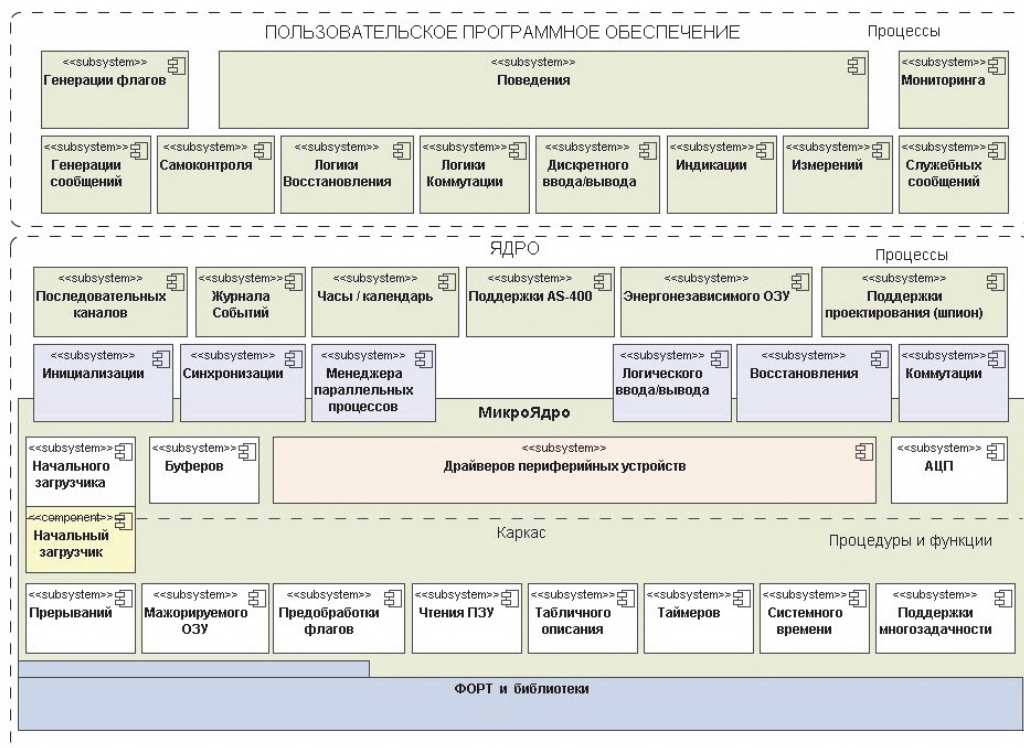 ПОЛЬЗОВАТЕЛЬСКОЕ ПРОГРАММНОЕ ОБЕСПЕЧЕНИЕ
Процессы
<<subsystem>>
Генерации флагов
<<subsystem>>
Поведения
<<subsystem>>
Мониторинга
<<subsystem>>
Генерации
сообщений
<<subsystem>>
Самоконтроля
<<subsystem>>
Логики
Восстановления
<<subsystem>>
Логики
Коммутации
<<subsystem>>
Дискретного
ввода/вывода
<<subsystem>>
Индикации
<<subsystem>>
Измерений
<<subsystem>>
Служебных
сообщений
ЯДРО
Процессы
<<subsystem>>
Последовательных
каналов
<<subsystem>>
Журнала
Событий
<<subsystem>>
Часы / календарь
<<subsystem>>
Поддержки AS-400
<<subsystem>>
Энергонезависимого ОЗУ
<<subsystem>>
Поддержки
проектирования (шпион)
<<subsystem>>
Инициализации
<<subsystem>>
Синхронизации
<<subsystem>>
Менеджера
параллельных
процессов
<<subsystem>>
Логического
ввода/вывода
<<subsystem>>
Восстановления
<<subsystem>>
Коммутации
МикроЯдро
<<subsystem>>
Начального
загрузчика
<<subsystem>>
Буферов
<<subsystem>>
Драйверов периферийных устройств
<<subsystem>>
АЦП
<<component>>
Начальный
загрузчик
Каркас
Процедуры и функции
<<subsystem>>
Прерываний
<<subsystem>>
Мажорируемого
ОЗУ
<<subsystem>>
Предобработки
флагов
<<subsystem>>
Чтения ПЗУ
<<subsystem>>
Табличного
описания
<<subsystem>>
Таймеров
<<subsystem>>
Системного
времени
<<subsystem>>
Поддержки
многозадачности
ФОРТ и библиотеки